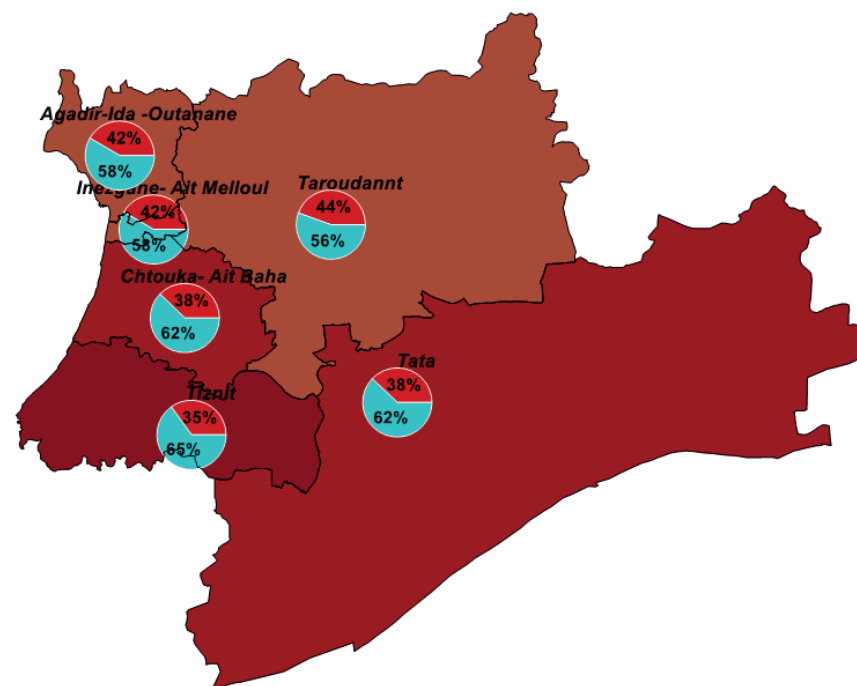 Agadir-Ida -Outanane
42%
58%
Inezgane- Ait Melloul
42%
58%
Taroudannt
44%
56%
Chtouka- Ait Baha
38%
62%
Tata
38%
62%
Tiznit
35%
65%